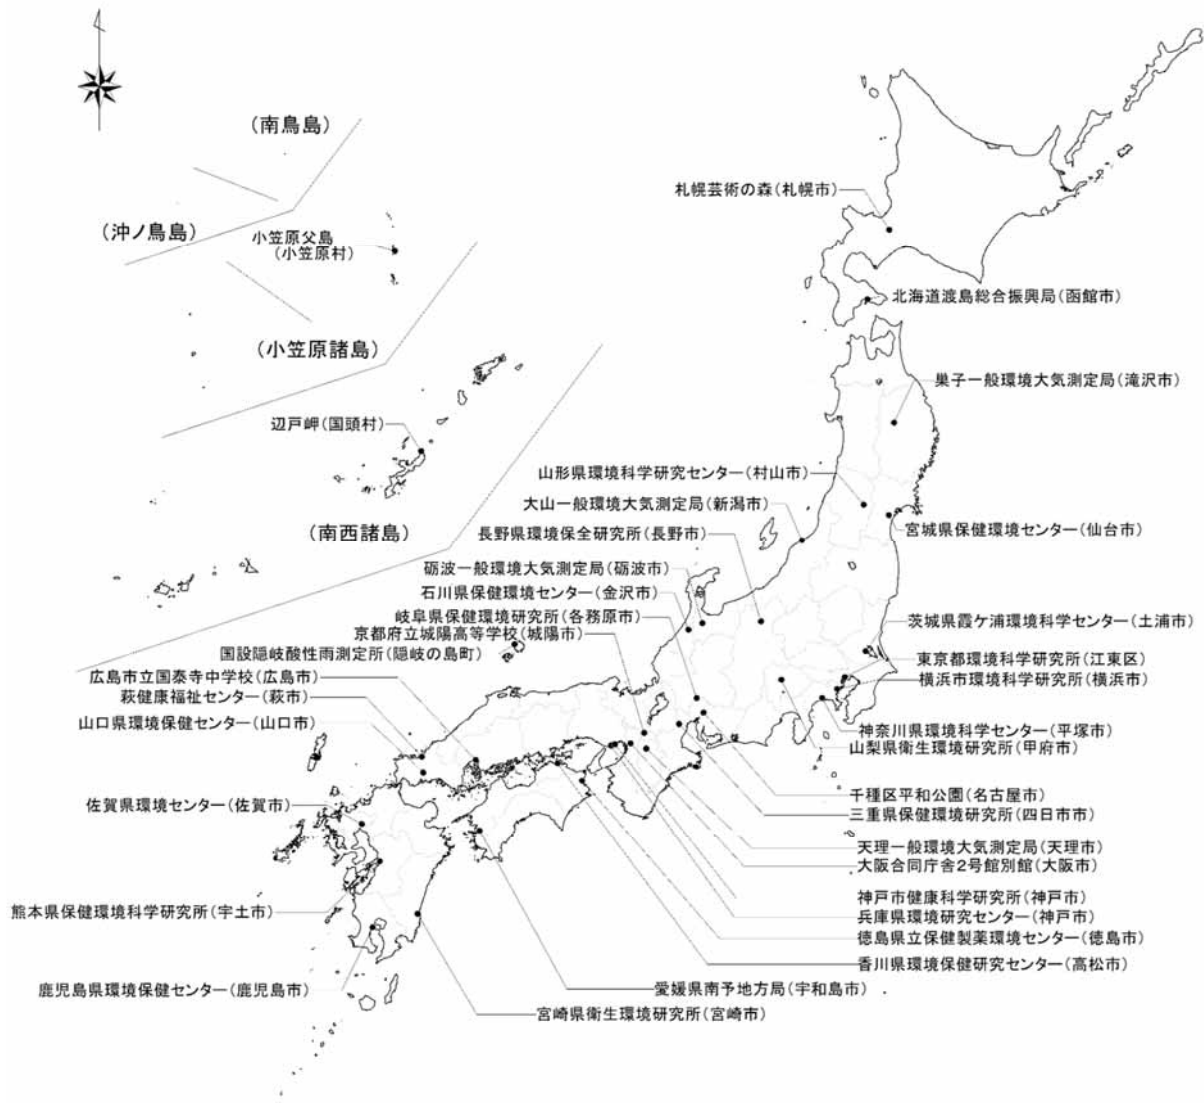 (南鳥島)
札幌芸術の森(札幌市)
(沖ノ鳥島)
小笠原父島
(小笠原村)
北海道渡島総合振興局(函館市)
(小笠原諸島)
巣子一般環境大気測定局(滝沢市)
辺戸岬(国頭村)
山形県環境科学研究センター(村山市)
大山一般環境大気測定局(新潟市)
(南西諸島)
長野県環境保全研究所(長野市)
宮城県保健環境センター(仙台市)
砺波一般環境大気測定局(砺波市)
石川県保健環境センター(金沢市)
岐阜県保健環境研究所(各務原市)
京都府立城陽高等学校(城陽市)
国設隠岐酸性雨測定所(隠岐の島町)
茨城県霞ケ浦環境科学センター(土浦市)
東京都環境科学研究所(江東区)
横浜市環境科学研究所(横浜市)
広島市立国泰寺中学校(広島市)
萩健康福祉センター(萩市)
山口県環境保健センター(山口市)
神奈川県環境科学センター(平塚市)
山梨県衛生環境研究所(甲府市)
千種区平和公園(名古屋市)
佐賀県環境センター(佐賀市)
三重県保健環境研究所(四日市市)
天理一般環境大気測定局(天理市)
大阪合同庁舎2号館別館(大阪市)
神戸市健康科学研究所(神戸市)
熊本県保健環境科学研究所(宇土市)
兵庫県環境研究センター(神戸市)
徳島県立保健製薬環境センター(徳島市)
香川県環境保健研究センター(高松市)
鹿児島県環境保健センター(鹿児島市)
愛媛県南予地方局(宇和島市)
宮崎県衛生環境研究所(宮崎市)